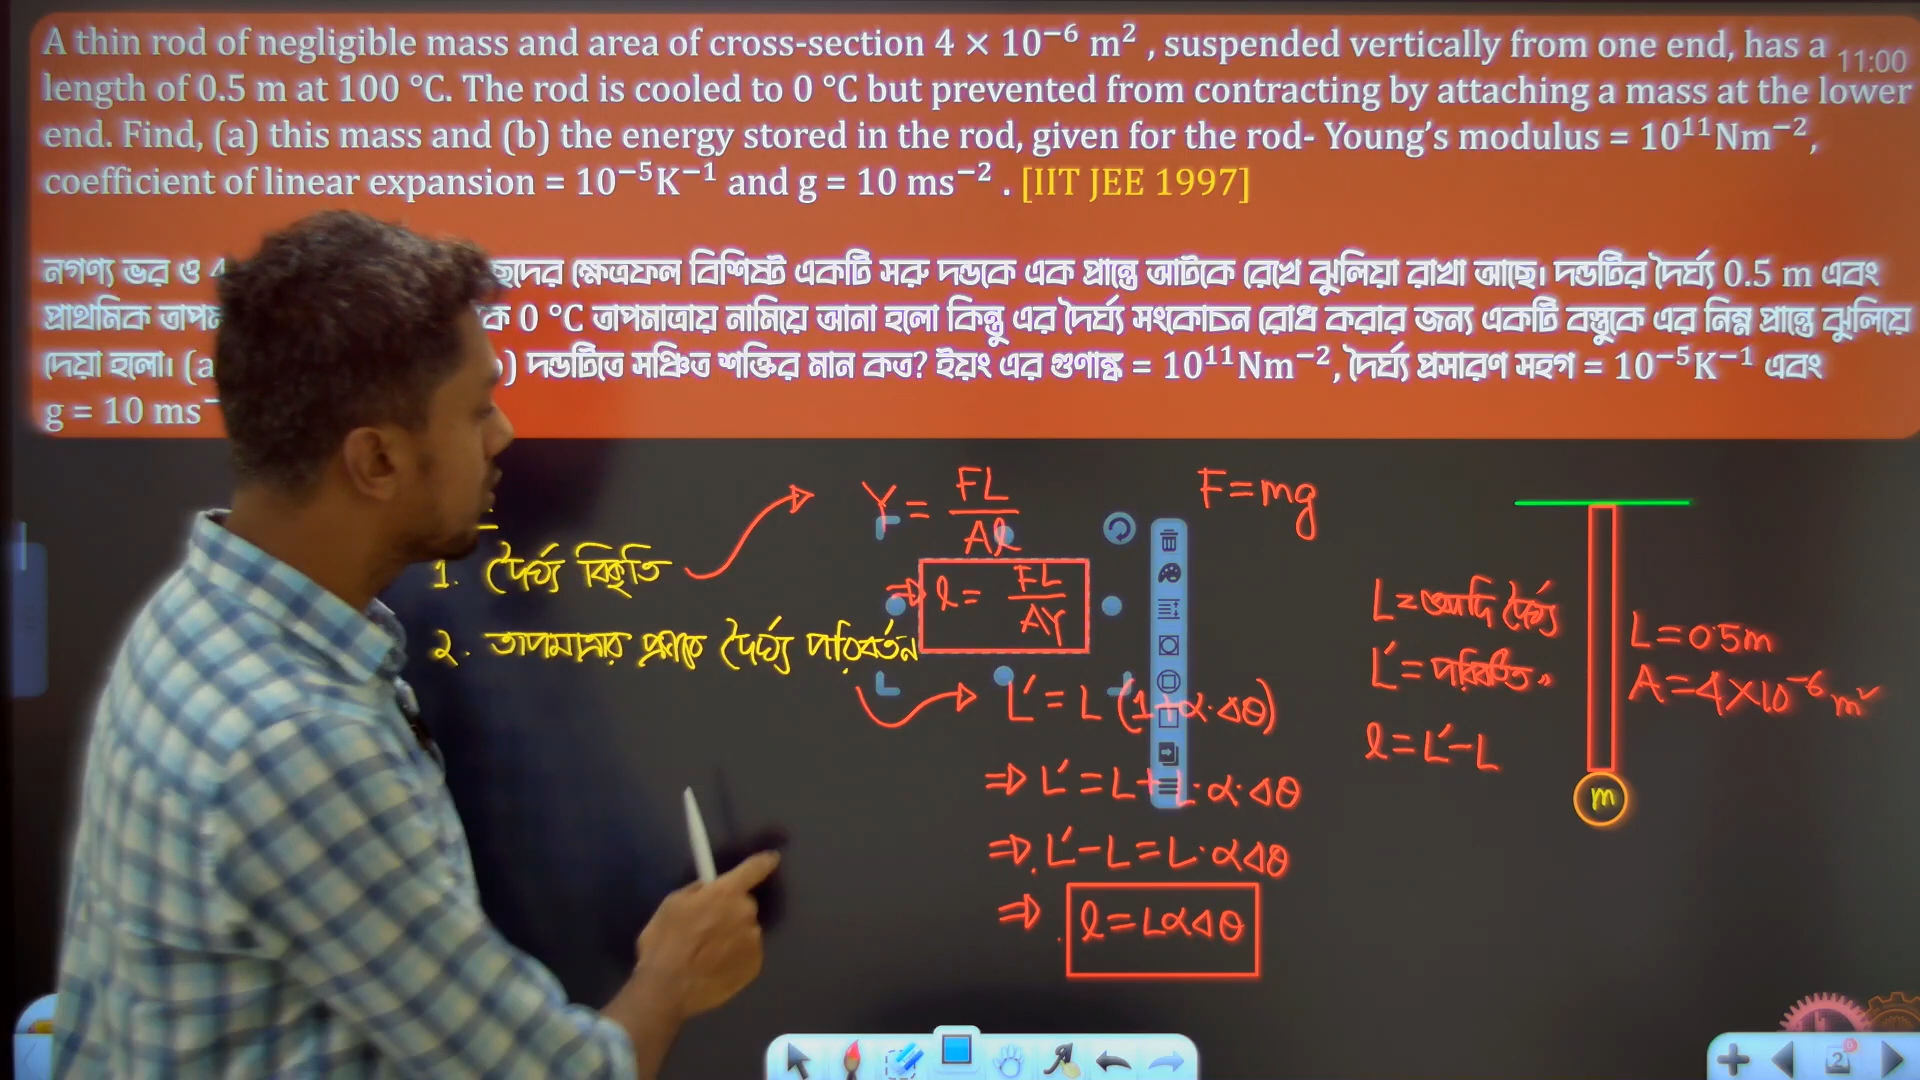 A thin rod of negligible mass and area of cross-section 4 × 10⁻⁶ m² , suspended vertically from one end, has a
11:00
length of 0.5 m at 100 °C. The rod is cooled to 0 °C but prevented from contracting by attaching a mass at the lower
end. Find, (a) this mass and (b) the energy stored in the rod, given for the rod- Young's modulus = 10¹¹Nm⁻²,
coefficient of linear expansion = 10⁻⁵K⁻¹ and g = 10 ms⁻² . [IIT JEE 1997]
নগণ্য ভর ও 4 ছেদের ক্ষেত্রফল বিশিষ্ট একটি সরু দন্ডকে এক প্রান্তে আটকে রেখে ঝুলিয়া রাখা আছে। দন্ডটির দৈর্ঘ্য 0.5 m এবং
প্রাথমিক 0 °C তাপমাত্রায় নামিয়ে আনা হলো কিন্তু এর দৈর্ঘ্য সংকোচন রোধ করার জন্য একটি বস্তুকে এর নিম্ন প্রান্তে ঝুলিয়ে
দেয়া হলো। (a ) দন্ডটিতে সঞ্চিত শক্তির মান কত? ইয়ং এর গুণাঙ্ক = 10¹¹Nm⁻², দৈর্ঘ্য প্রসারণ সহগ = 10⁻⁵K⁻¹ এবং
g = 10 ms⁻
Y = FL/Al
F = mg
1. দৈর্ঘ্য বিকৃতি
⇒ l = FL/AY
২. তাপমাত্রার প্রভাবে দৈর্ঘ্য পরিবর্তন
L' = L (1+α·Δθ)
⇒ L' = L + L·α·Δθ
⇒ L' − L = L·αΔθ
⇒ l = LαΔθ
L = আদি দৈর্ঘ্য
L' = পরিবর্তিত "
l = L' − L
L = 0.5m
A = 4×10⁻⁶ m²
m
2